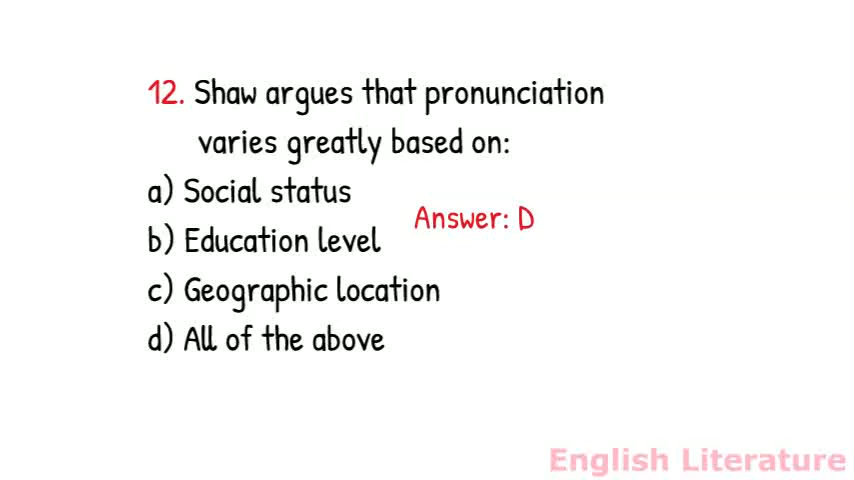 12. Shaw argues that pronunciation
varies greatly based on:
a) Social status
Answer: D
b) Education level
c) Geographic location
d) All of the above
English Literature